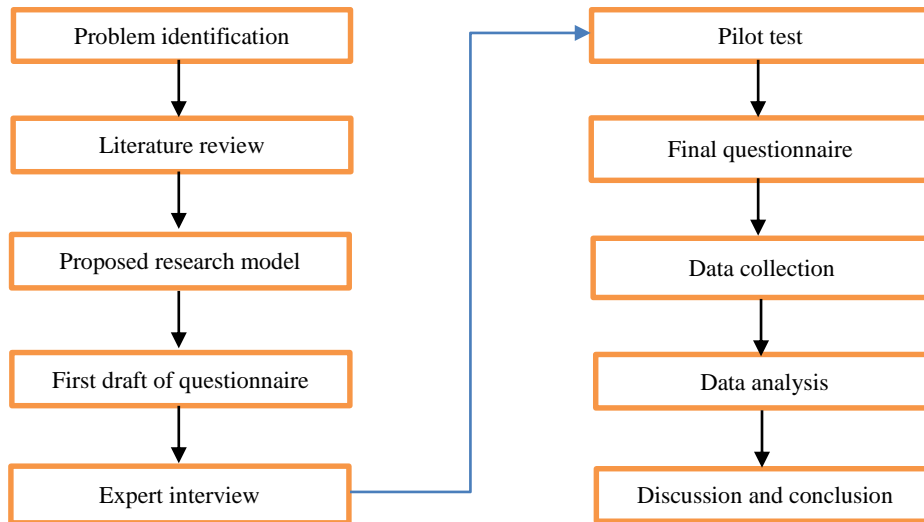 Problem identification
Literature review
Proposed research model
First draft of questionnaire
Expert interview
Pilot test
Final questionnaire
Data collection
Data analysis
Discussion and conclusion